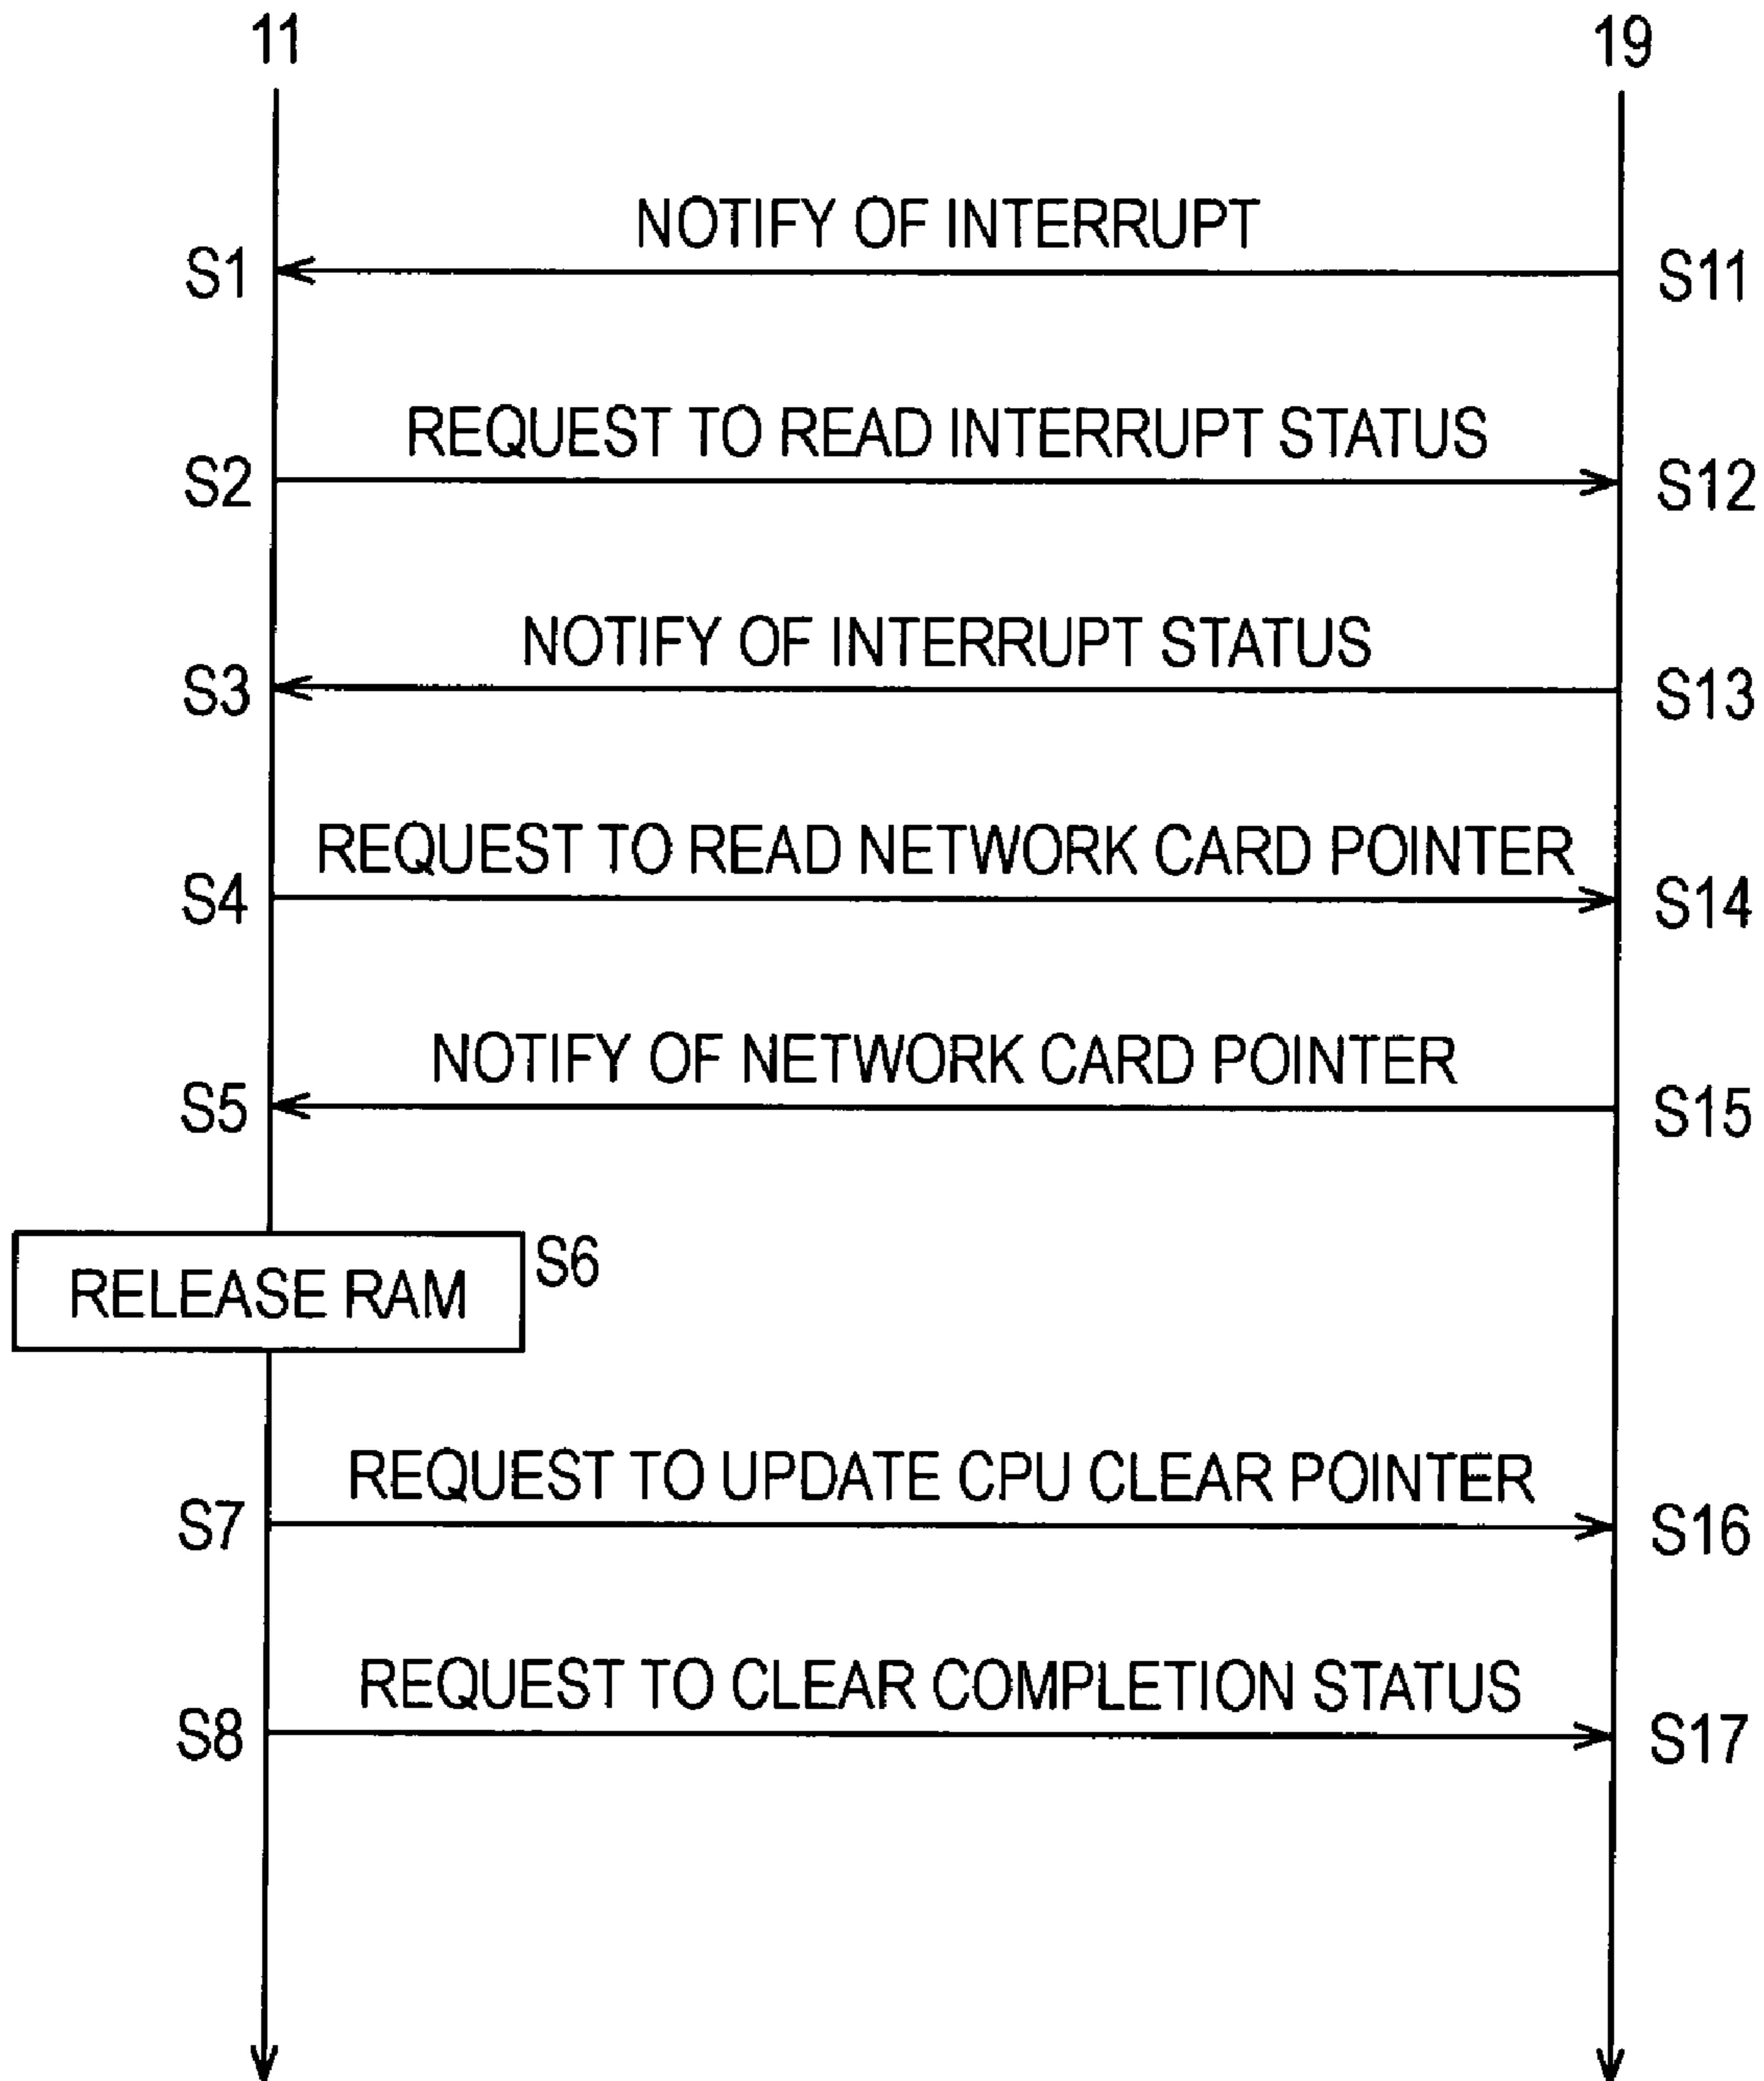 11 19
NOTIFY OF INTERRUPT
S1 S11
REQUEST TO READ INTERRUPT STATUS
S2 S12
NOTIFY OF INTERRUPT STATUS
S3 S13
REQUEST TO READ NETWORK CARD POINTER
S4 S14
NOTIFY OF NETWORK CARD POINTER
S5 S15
S6
RELEASE RAM
REQUEST TO UPDATE CPU CLEAR POINTER
S7 S16
REQUEST TO CLEAR COMPLETION STATUS
S8 S17